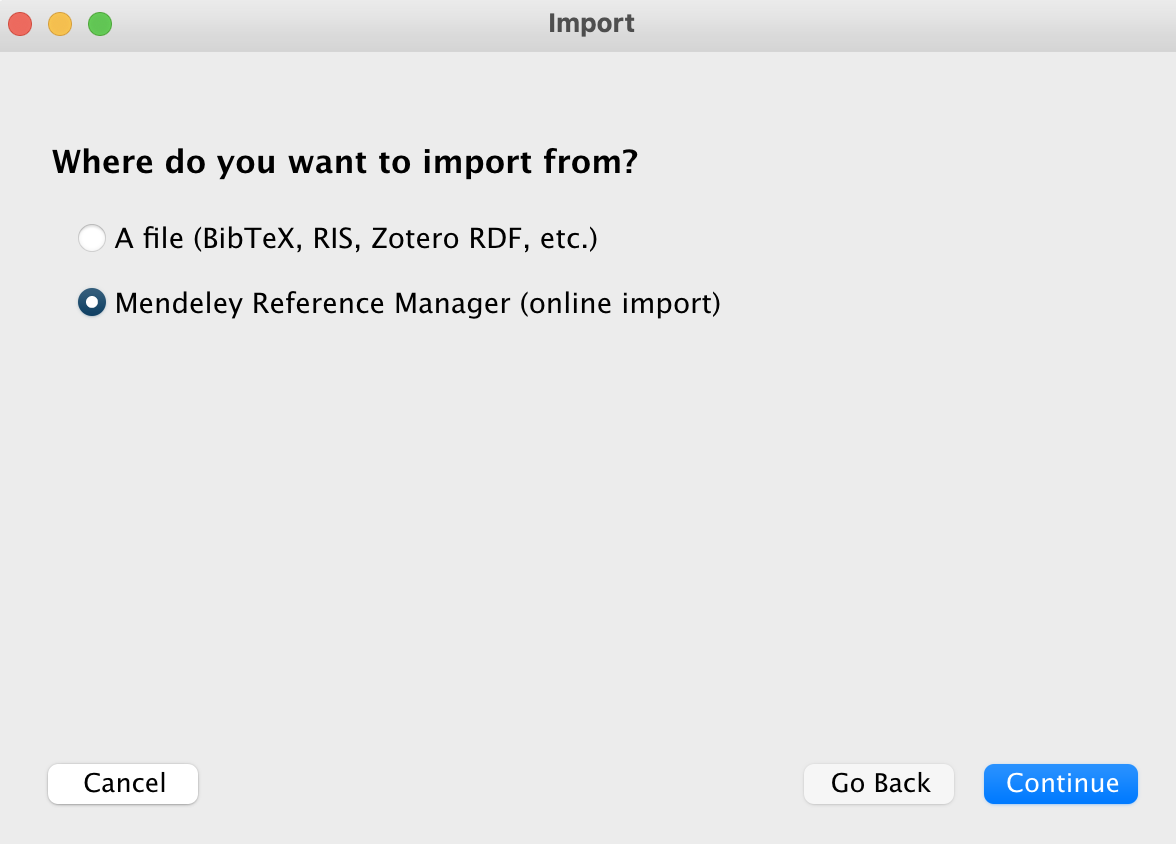 Import
Where do you want to import from?
A file (BibTeX, RIS, Zotero RDF, etc.)
Mendeley Reference Manager (online import)
Cancel
Go Back
Continue